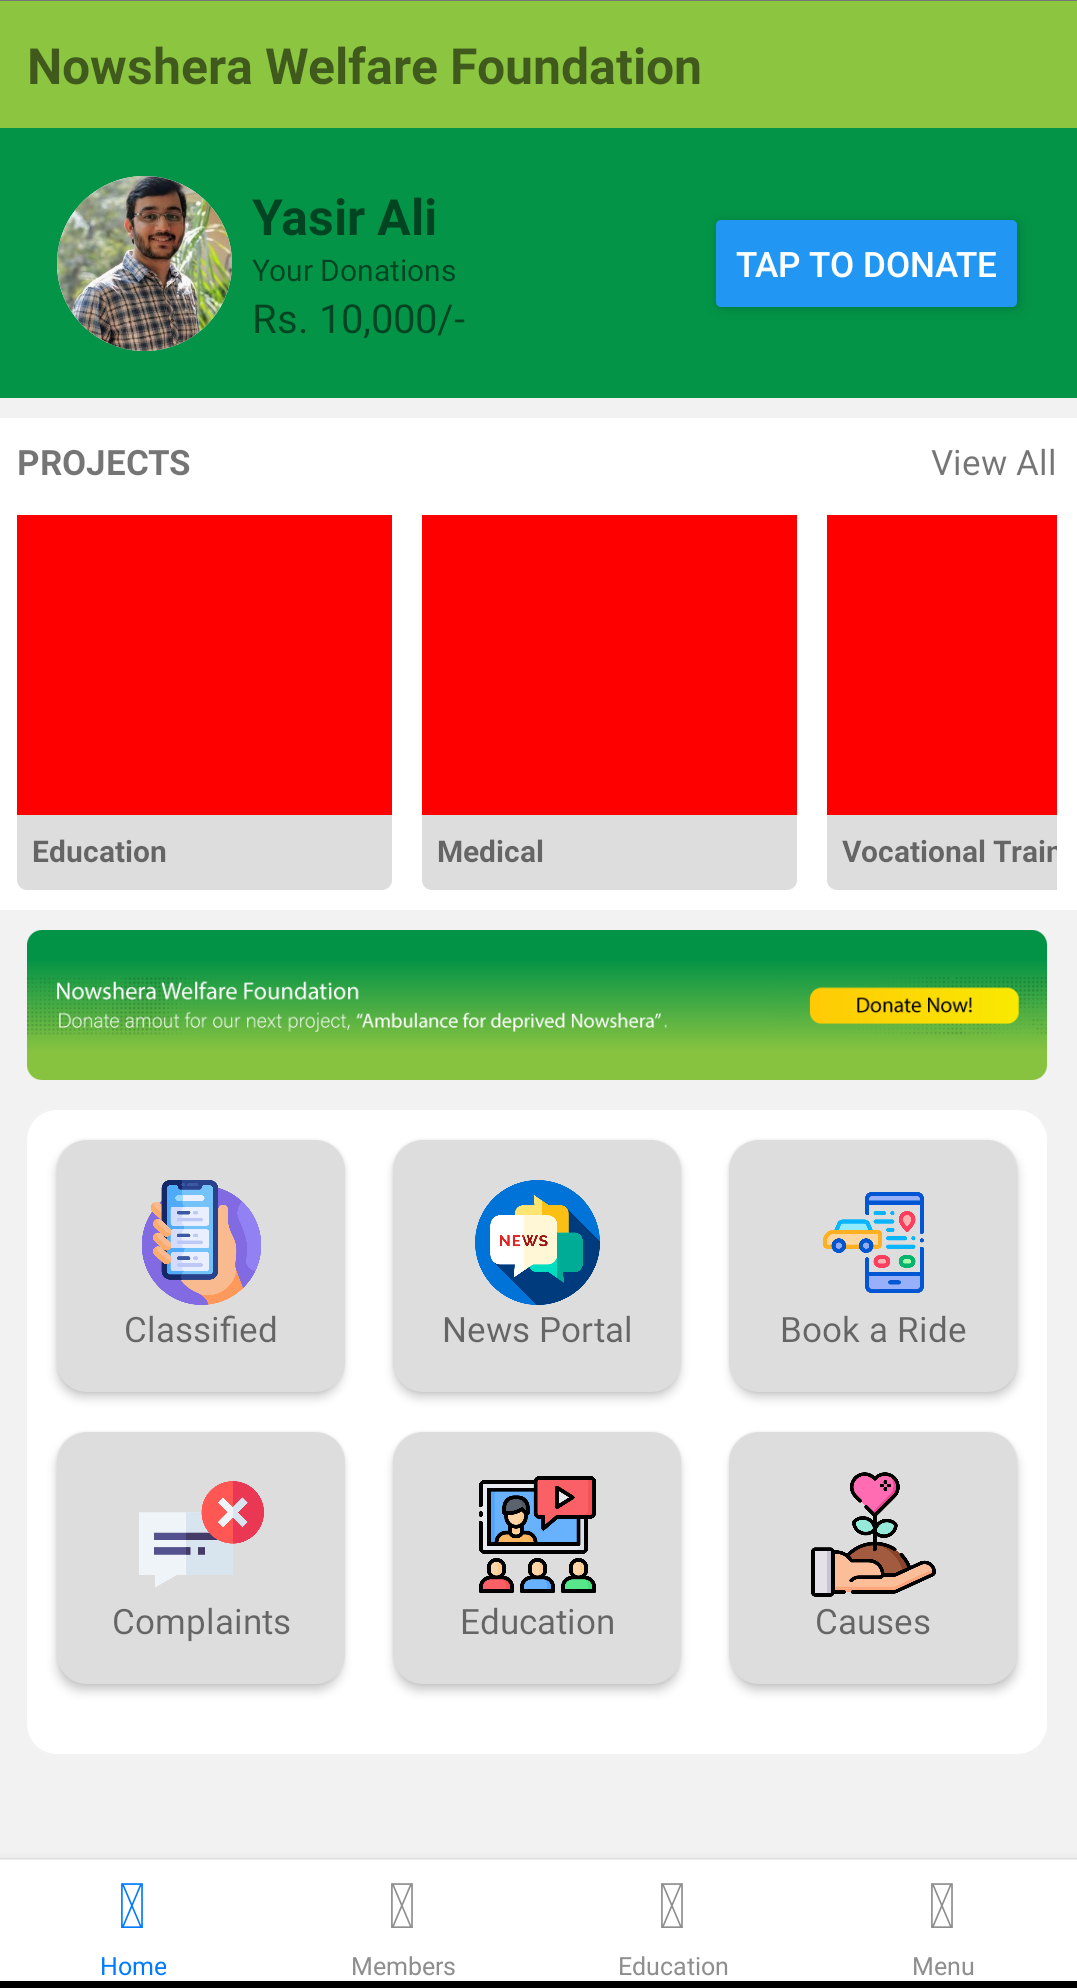 Nowshera Welfare Foundation
Yasir Ali
Your Donations
Rs. 10,000/-
TAP TO DONATE
PROJECTS
View All
Education
Medical
Vocational Train
Nowshera Welfare Foundation
Donate amout for our next project, “Ambulance for deprived Nowshera”.
Donate Now!
NEWS
Classified
News Portal
Book a Ride
Complaints
Education
Causes
Home
Members
Education
Menu